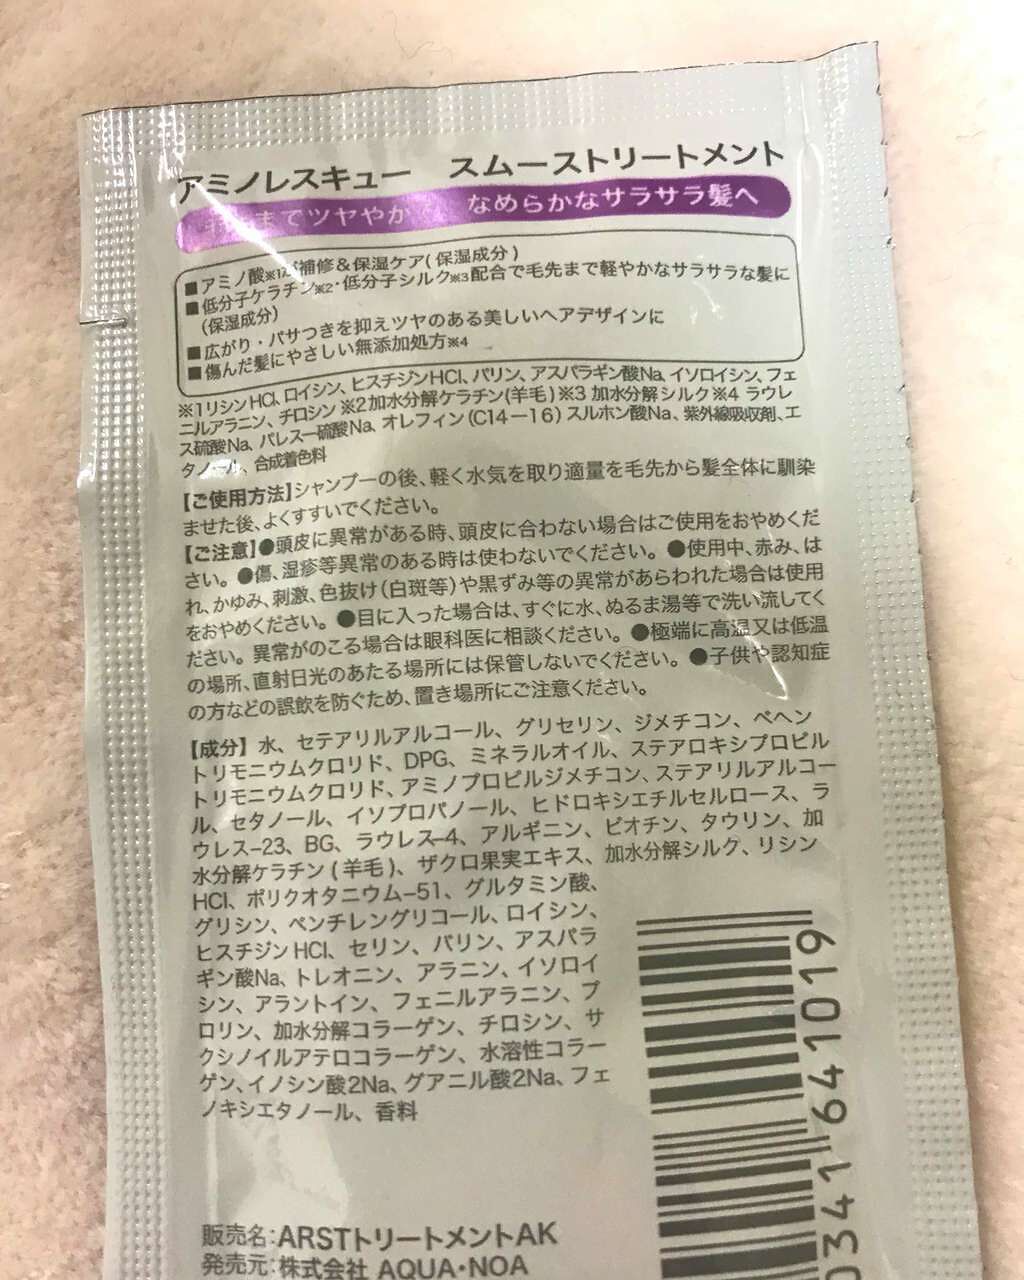 アミノレスキュー スムーストリートメント
までツヤやか なめらかなサラサラ髪へ
■アミノ酸※1が補修&保湿ケア(保湿成分)
■低分子ケラチン※2・低分子シルク※3配合で毛先まで軽やかなサラサラな髪に
(保湿成分)
■広がり・パサつきを抑えツヤのある美しいヘアデザインに
■傷んだ髪にやさしい無添加処方※4
※1リシンHCl、ロイシン、ヒスチジンHCl、バリン、アスパラギン酸Na、イソロイシン、フェ
ニルアラニン、チロシン ※2加水分解ケラチン(羊毛)※3 加水分解シルク※4 ラウレ
ス硫酸Na、パレスー硫酸Na、オレフィン(C14ー16)スルホン酸Na、紫外線吸収剤、エ
タノール、合成着色料
【ご使用方法】シャンプーの後、軽く水気を取り適量を毛先から髪全体に馴染
ませた後、よくすすいでください。
【ご注意】●頭皮に異常がある時、頭皮に合わない場合はご使用をおやめくだ
さい。●傷、湿疹等異常のある時は使わないでください。●使用中、赤み、は
れ、かゆみ、刺激、色抜け(白斑等)や黒ずみ等の異常があらわれた場合は使用
をおやめください。●目に入った場合は、すぐに水、ぬるま湯等で洗い流してく
ださい。異常がのこる場合は眼科医に相談ください。●極端に高温又は低温
の場所、直射日光のあたる場所には保管しないでください。●子供や認知症
の方などの誤飲を防ぐため、置き場所にご注意ください。
【成分】水、セテアリルアルコール、グリセリン、ジメチコン、ベヘン
トリモニウムクロリド、DPG、ミネラルオイル、ステアロキシプロピル
トリモニウムクロリド、アミノプロピルジメチコン、ステアリルアルコー
ル、セタノール、イソプロパノール、ヒドロキシエチルセルロース、ラ
ウレス-23、BG、ラウレス-4、アルギニン、ビオチン、タウリン、加
水分解ケラチン(羊毛)、ザクロ果実エキス、加水分解シルク、リシン
HCl、ポリクオタニウム-51、グルタミン酸、
グリシン、ペンチレングリコール、ロイシン、
ヒスチジンHCl、セリン、バリン、アスパラ
ギン酸Na、トレオニン、アラニン、イソロイ
シン、アラントイン、フェニルアラニン、プ
ロリン、加水分解コラーゲン、チロシン、サ
クシノイルアテロコラーゲン、水溶性コラー
ゲン、イノシン酸2Na、グアニル酸2Na、フェ
ノキシエタノール、香料
販売名:ARSTトリートメントAK
発売元:株式会社 AQUA・NOA
0341641019